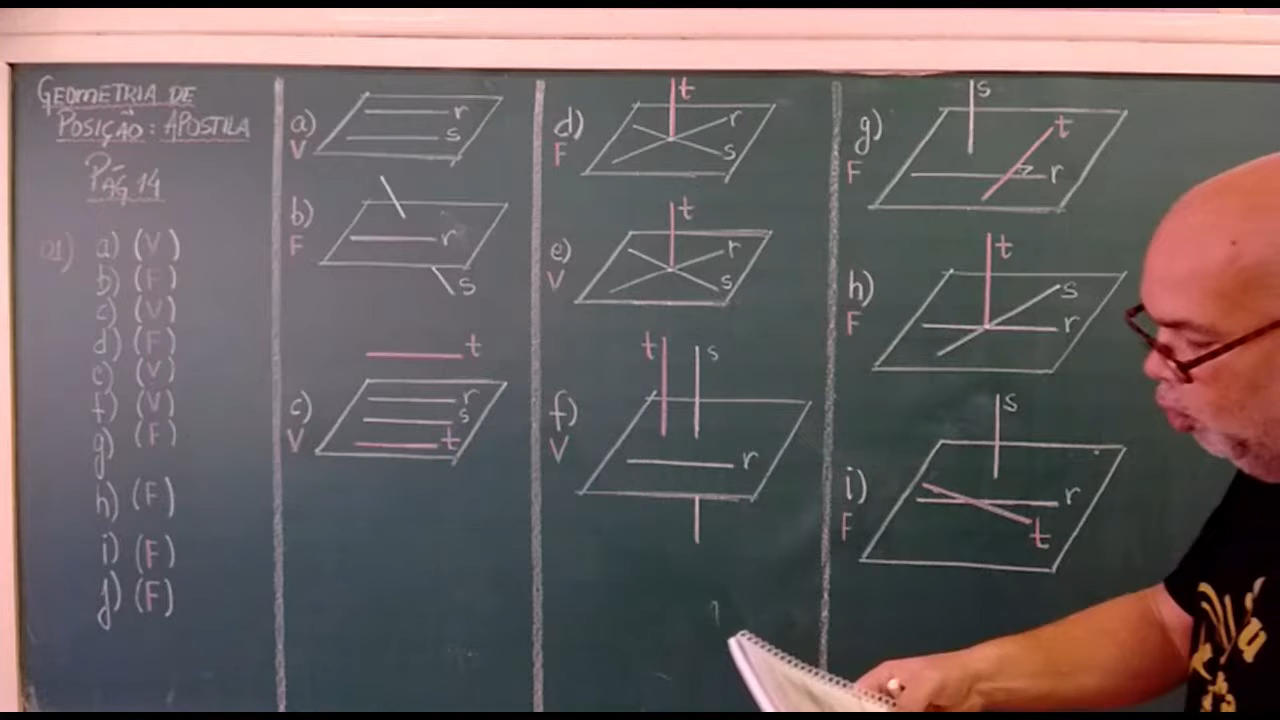 GEOMETRIA DE
POSIÇÃO: APOSTILA
PÁG 14
01) a) (V)
b) (F)
c) (V)
d) (F)
e) (V)
f) (V)
g) (F)
h) (F)
i) (F)
j) (F)
a)
V
r
s
b)
F
r
s
c)
V
t
r
s
t
d)
F
t
r
s
e)
V
t
r
s
f)
V
t
s
r
g)
F
s
t
r
h)
F
t
s
r
i)
F
s
r
t